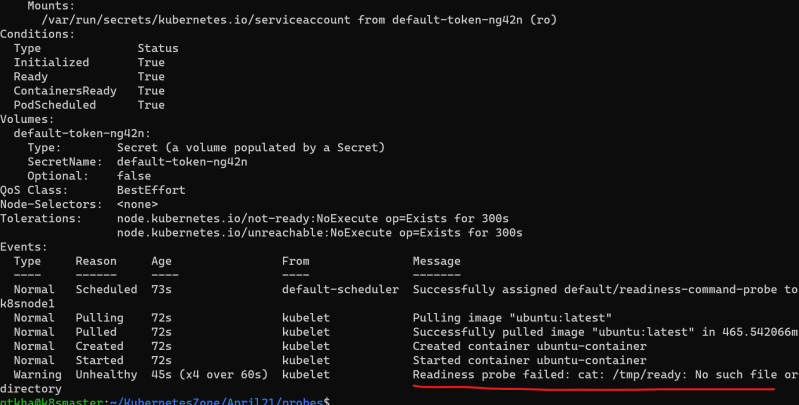 Mounts:
      /var/run/secrets/kubernetes.io/serviceaccount from default-token-ng42n (ro)
Conditions:
  Type              Status
  Initialized       True
  Ready             True
  ContainersReady   True
  PodScheduled      True
Volumes:
  default-token-ng42n:
    Type:        Secret (a volume populated by a Secret)
    SecretName:  default-token-ng42n
    Optional:    false
QoS Class:       BestEffort
Node-Selectors:  <none>
Tolerations:     node.kubernetes.io/not-ready:NoExecute op=Exists for 300s
                 node.kubernetes.io/unreachable:NoExecute op=Exists for 300s
Events:
  Type     Reason     Age                From               Message
  ----     ------     ----               ----               -------
  Normal   Scheduled  73s                default-scheduler  Successfully assigned default/readiness-command-probe to
k8snode1
  Normal   Pulling    72s                kubelet            Pulling image "ubuntu:latest"
  Normal   Pulled     72s                kubelet            Successfully pulled image "ubuntu:latest" in 465.542066m
  Normal   Created    72s                kubelet            Created container ubuntu-container
  Normal   Started    72s                kubelet            Started container ubuntu-container
  Warning  Unhealthy  45s (x4 over 60s)  kubelet            Readiness probe failed: cat: /tmp/ready: No such file or
directory
qtkha@k8smaster:~/KubernetesZone/April21/probes$